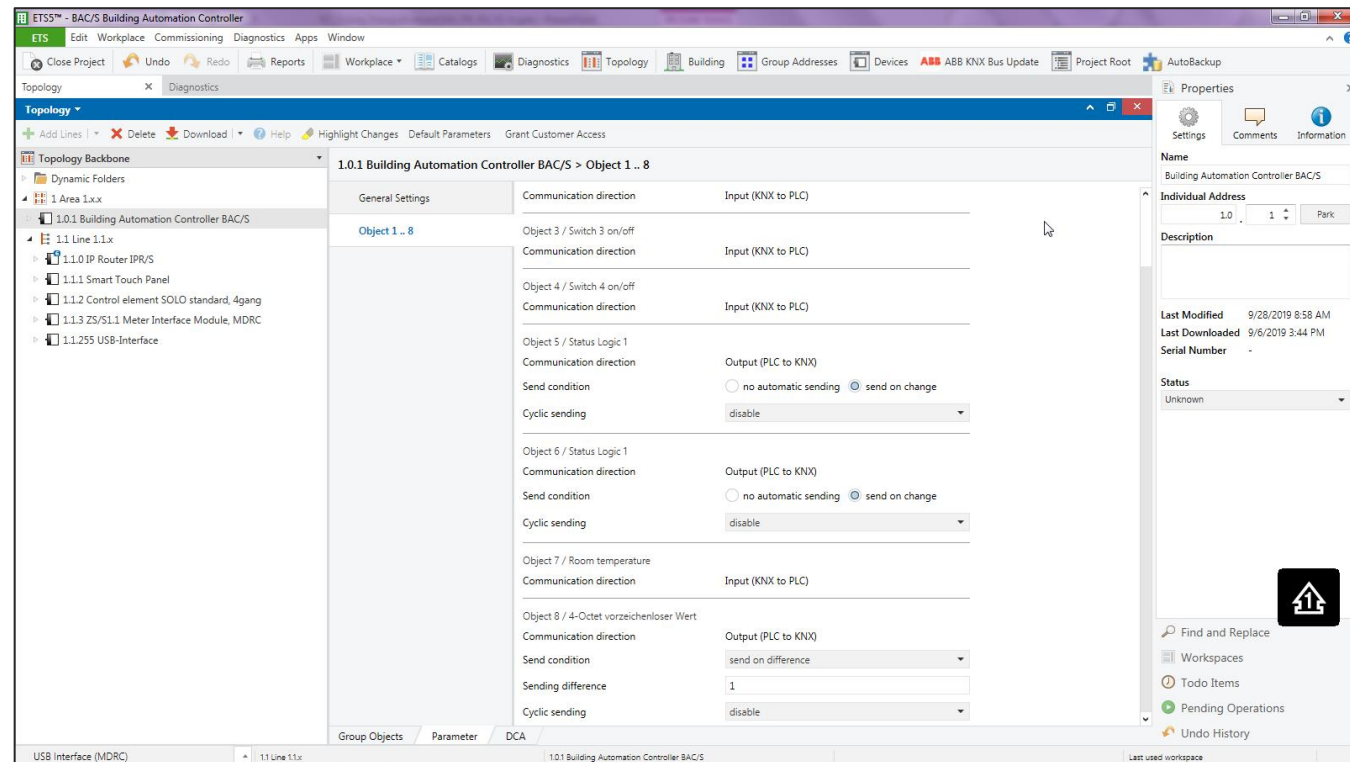 ETS5™ - BAC/S Building Automation Controller
ETS Edit Workplace Commissioning Diagnostics Apps Window
Close Project Undo Redo Reports Workplace Catalogs Diagnostics Topology Building Group Addresses Devices ABB ABB KNX Bus Update Project Root AutoBackup
Topology Diagnostics
Topology
Add Lines Delete Download Help Highlight Changes Default Parameters Grant Customer Access
Topology Backbone
Dynamic Folders
1 Area 1.x.x
1.0.1 Building Automation Controller BAC/S
1.1 Line 1.1.x
1.1.0 IP Router IPR/S
1.1.1 Smart Touch Panel
1.1.2 Control element SOLO standard, 4gang
1.1.3 ZS/S1.1 Meter Interface Module, MDRC
1.1.255 USB-Interface
1.0.1 Building Automation Controller BAC/S > Object 1 .. 8
General Settings
Object 1 .. 8
Communication direction Input (KNX to PLC)
Object 3 / Switch 3 on/off
Communication direction Input (KNX to PLC)
Object 4 / Switch 4 on/off
Communication direction Input (KNX to PLC)
Object 5 / Status Logic 1
Communication direction Output (PLC to KNX)
Send condition no automatic sending send on change
Cyclic sending disable
Object 6 / Status Logic 1
Communication direction Output (PLC to KNX)
Send condition no automatic sending send on change
Cyclic sending disable
Object 7 / Room temperature
Communication direction Input (KNX to PLC)
Object 8 / 4-Octet vorzeichenloser Wert
Communication direction Output (PLC to KNX)
Send condition send on difference
Sending difference 1
Cyclic sending disable
Group Objects Parameter DCA
Properties
Settings Comments Information
Name
Building Automation Controller BAC/S
Individual Address
1.0 . 1 Park
Description
Last Modified 9/28/2019 8:58 AM
Last Downloaded 9/6/2019 3:44 PM
Serial Number -
Status
Unknown
1
Find and Replace
Workspaces
Todo Items
Pending Operations
Undo History
USB Interface (MDRC) 1.1 Line 1.1.x 1.0.1 Building Automation Controller BAC/S Last used workspace